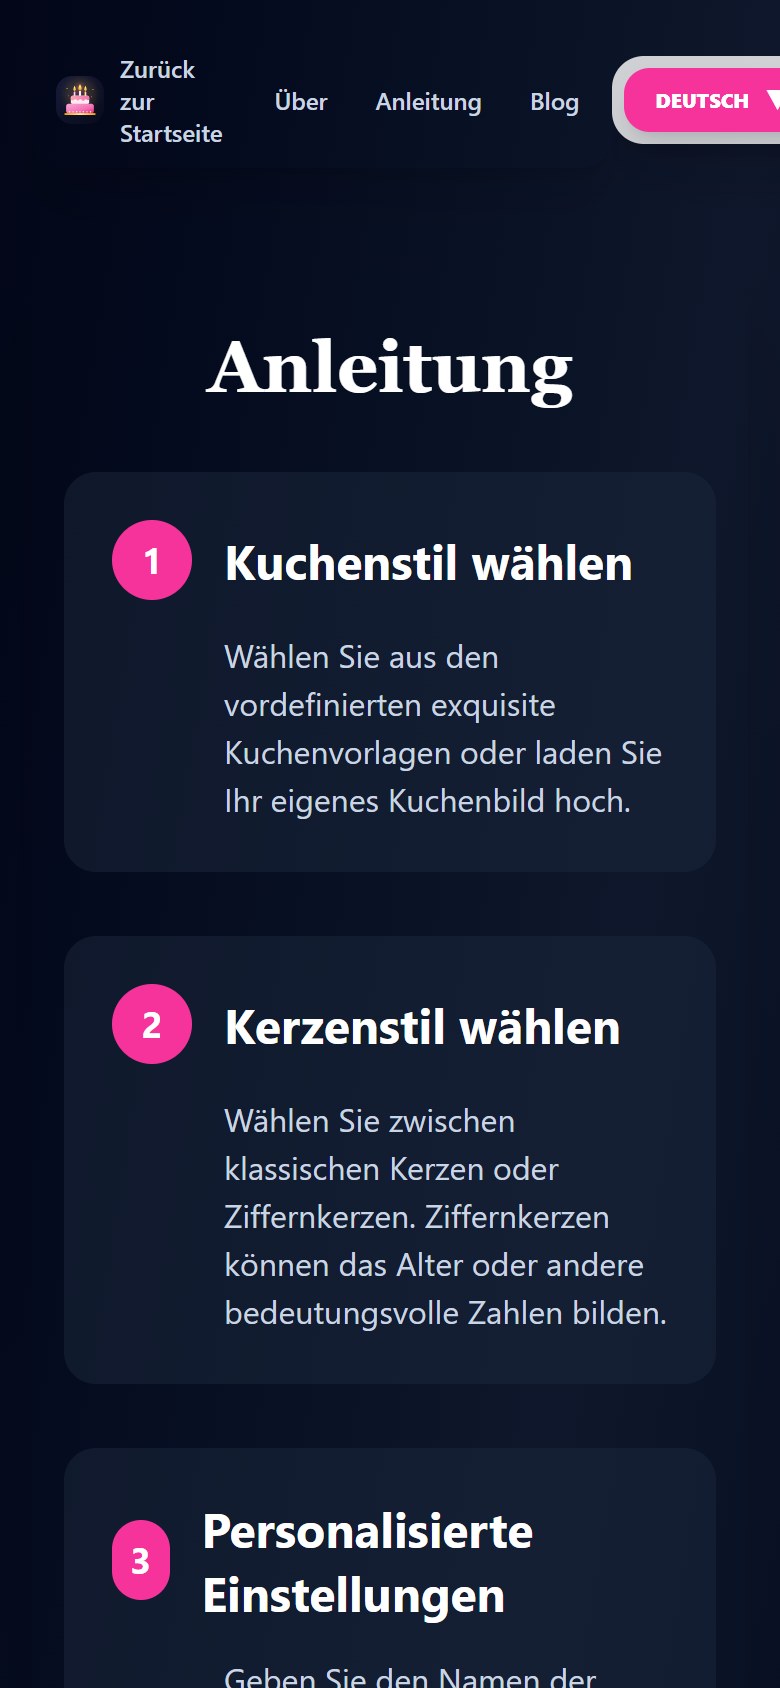 Zurück
zur
Startseite
Über
Anleitung
Blog
DEUTSCH
Anleitung
1
Kuchenstil wählen
Wählen Sie aus den
vordefinierten exquisite
Kuchenvorlagen oder laden Sie
Ihr eigenes Kuchenbild hoch.
2
Kerzenstil wählen
Wählen Sie zwischen
klassischen Kerzen oder
Ziffernkerzen. Ziffernkerzen
können das Alter oder andere
bedeutungsvolle Zahlen bilden.
3
Personalisierte
Einstellungen
Geben Sie den Namen der